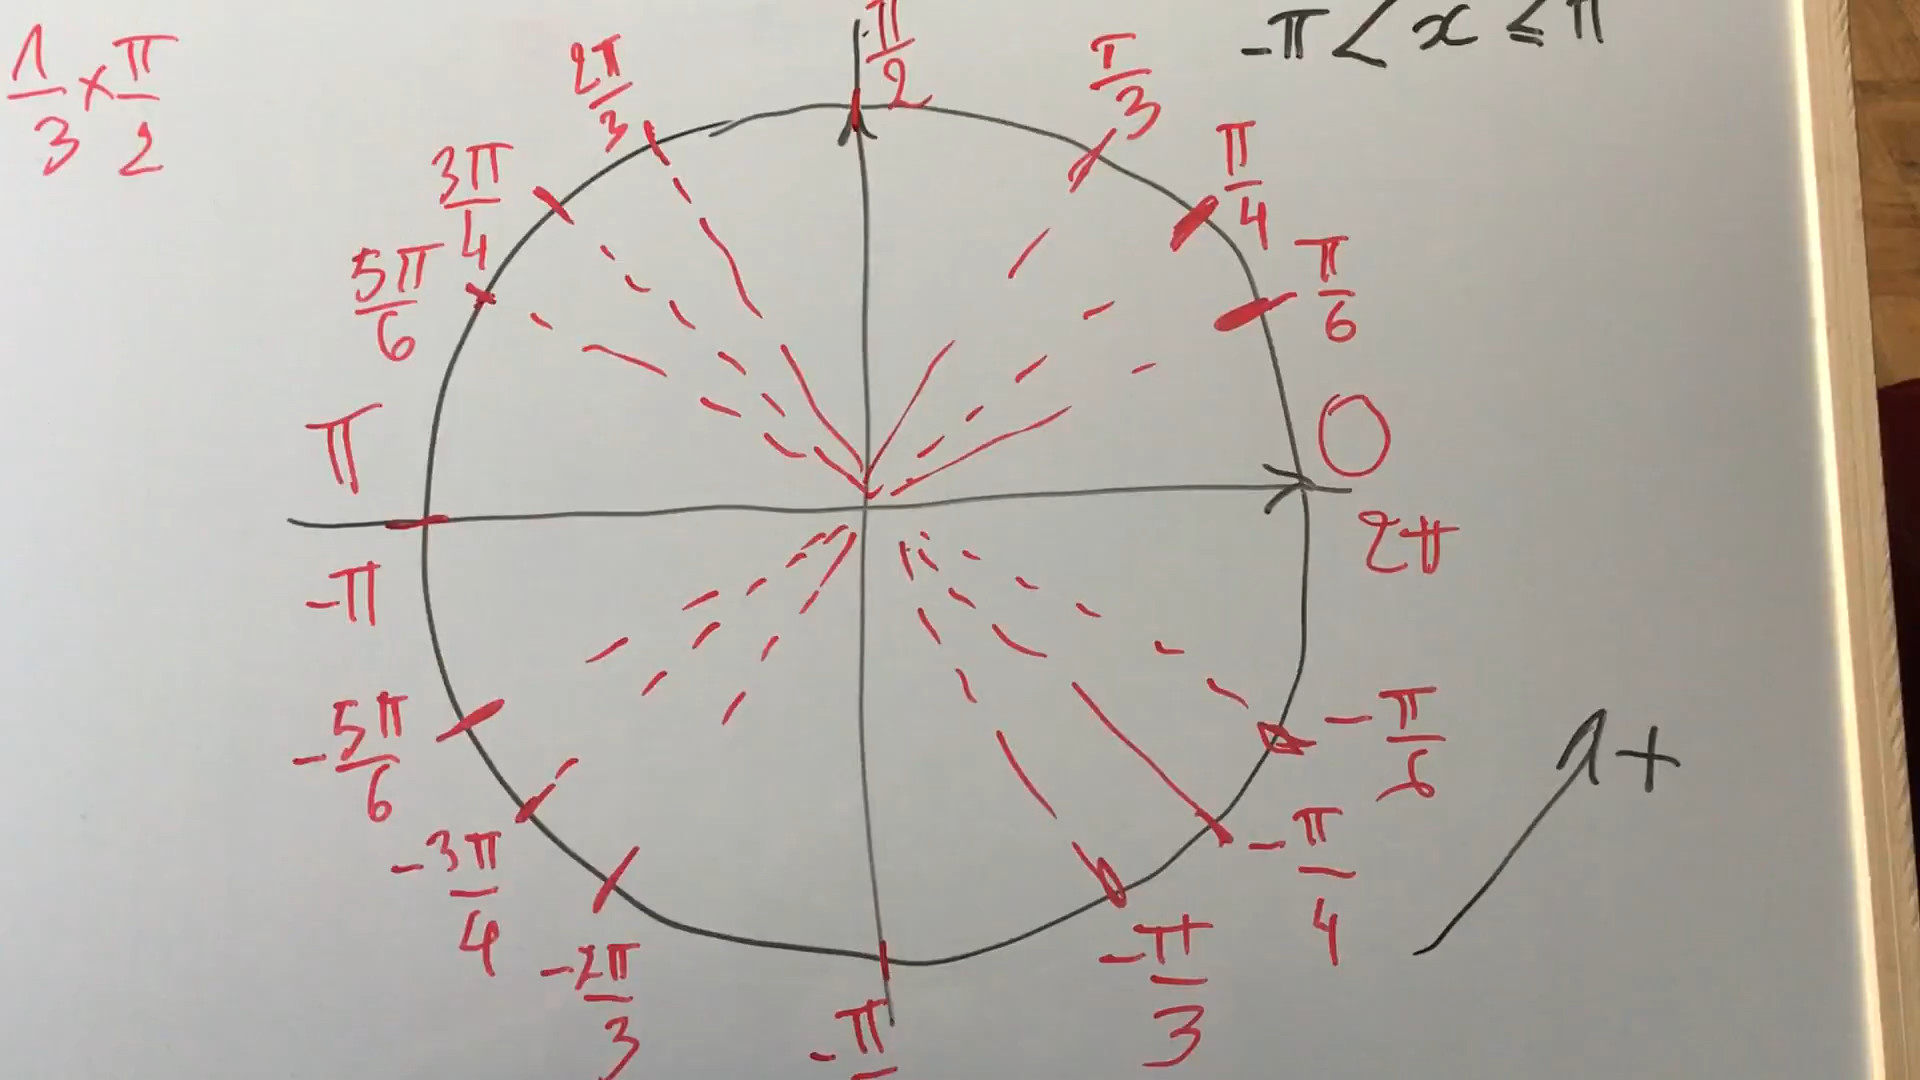 -π < x ≤ π
1/3 × π/2
π/2
π/3
2π/3
π/4
3π/4
π/6
5π/6
0
π
2π
-π
-π/6
-5π/6
1+
-π/4
-3π/4
-π/3
-2π/3
-π